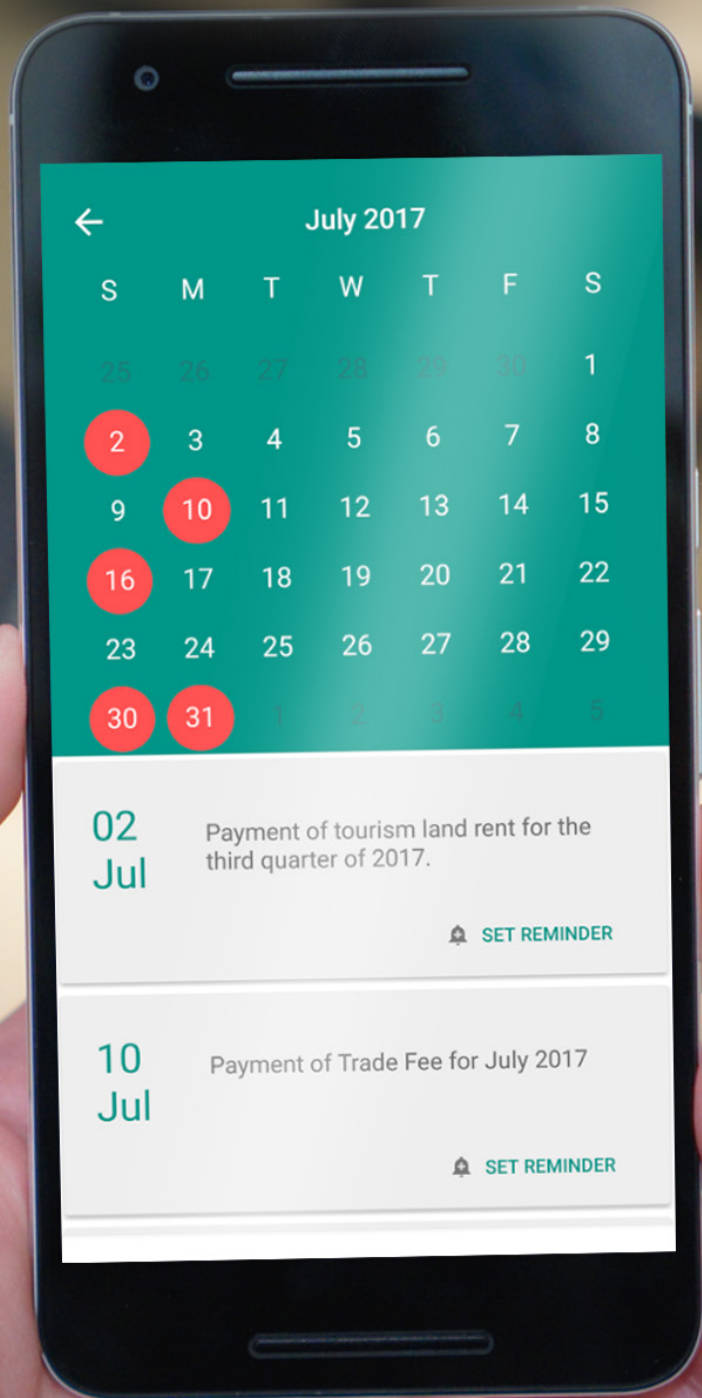 July 2017
S M T W T F S
25 26 27 28 29 30 1
2 3 4 5 6 7 8
9 10 11 12 13 14 15
16 17 18 19 20 21 22
23 24 25 26 27 28 29
30 31 1 2 3 4 5
02
Jul
Payment of tourism land rent for the
third quarter of 2017.
SET REMINDER
10
Jul
Payment of Trade Fee for July 2017
SET REMINDER